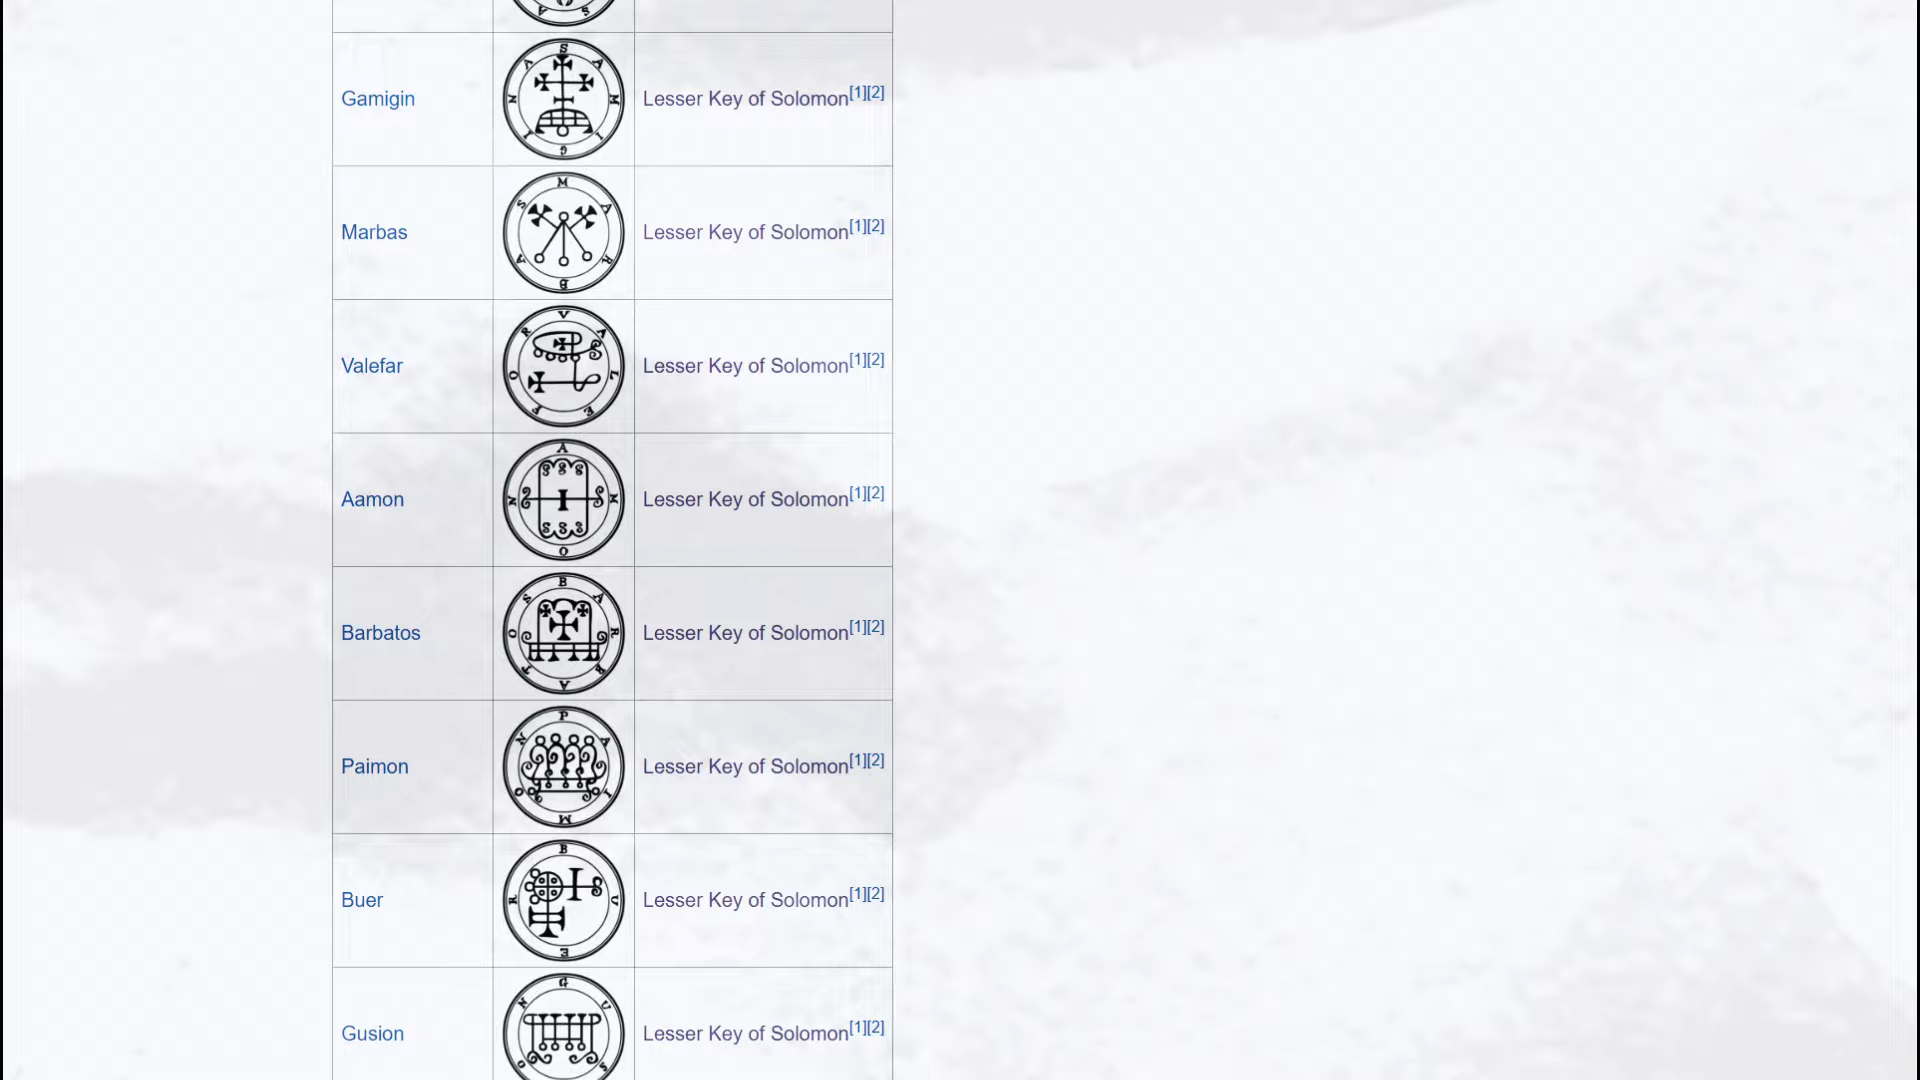 Gamigin
S A M I G I N A
Lesser Key of Solomon[1][2]
Marbas
M A R B A S
Lesser Key of Solomon[1][2]
Valefar
V A L E F O R
Lesser Key of Solomon[1][2]
Aamon
A M O N
Lesser Key of Solomon[1][2]
Barbatos
B A R B A T O S
Lesser Key of Solomon[1][2]
Paimon
P A I M O N
Lesser Key of Solomon[1][2]
Buer
B U E R
Lesser Key of Solomon[1][2]
Gusion
G U S O N
Lesser Key of Solomon[1][2]